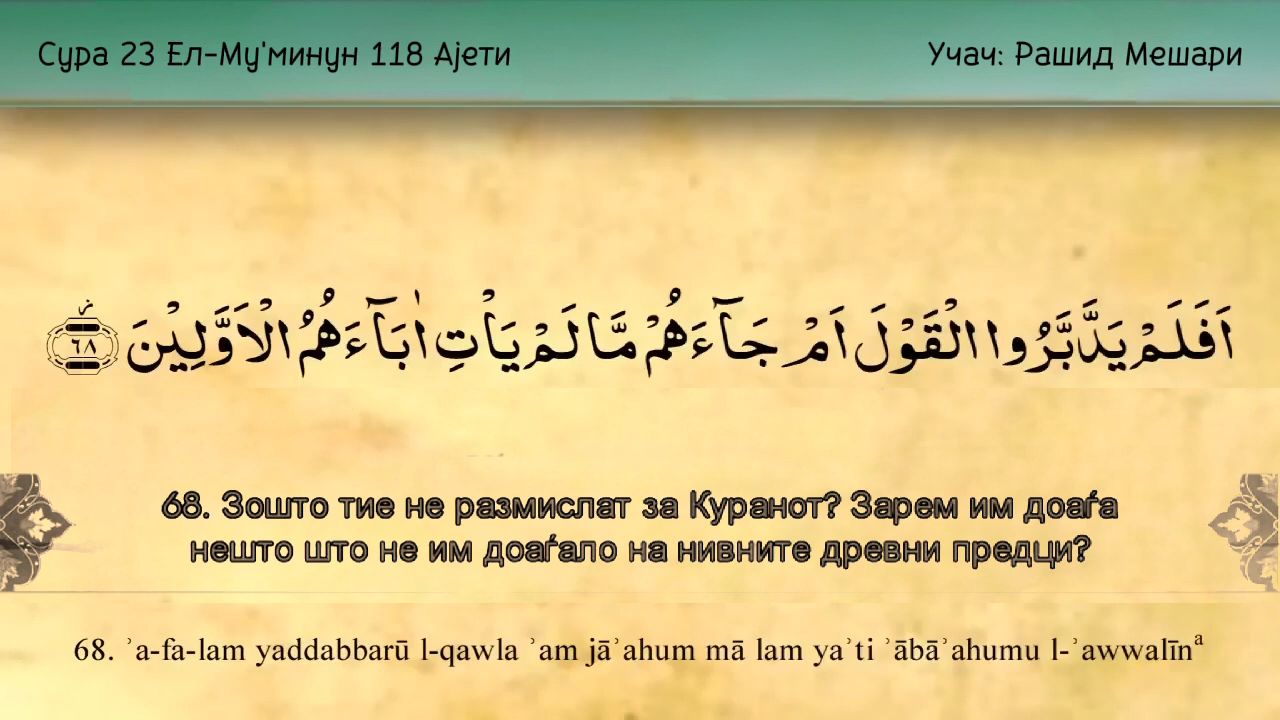 Сура 23 Ел-Му'минун 118 Ајети
Учач: Рашид Мешари
اَفَلَمْ يَدَّبَّرُوا الْقَوْلَ اَمْ جَآءَهُمْ مَّا لَمْ يَاْتِ اٰبَآءَهُمُ الْاَوَّلِيْنَ ز ٦٨
68. Зошто тие не размислат за Куранот? Зарем им доаѓа
нешто што не им доаѓало на нивните древни предци?
68. ʾa-fa-lam yaddabbarū l-qawla ʾam jāʾahum mā lam yaʾti ʾābāʾahumu l-ʾawwalīnᵃ